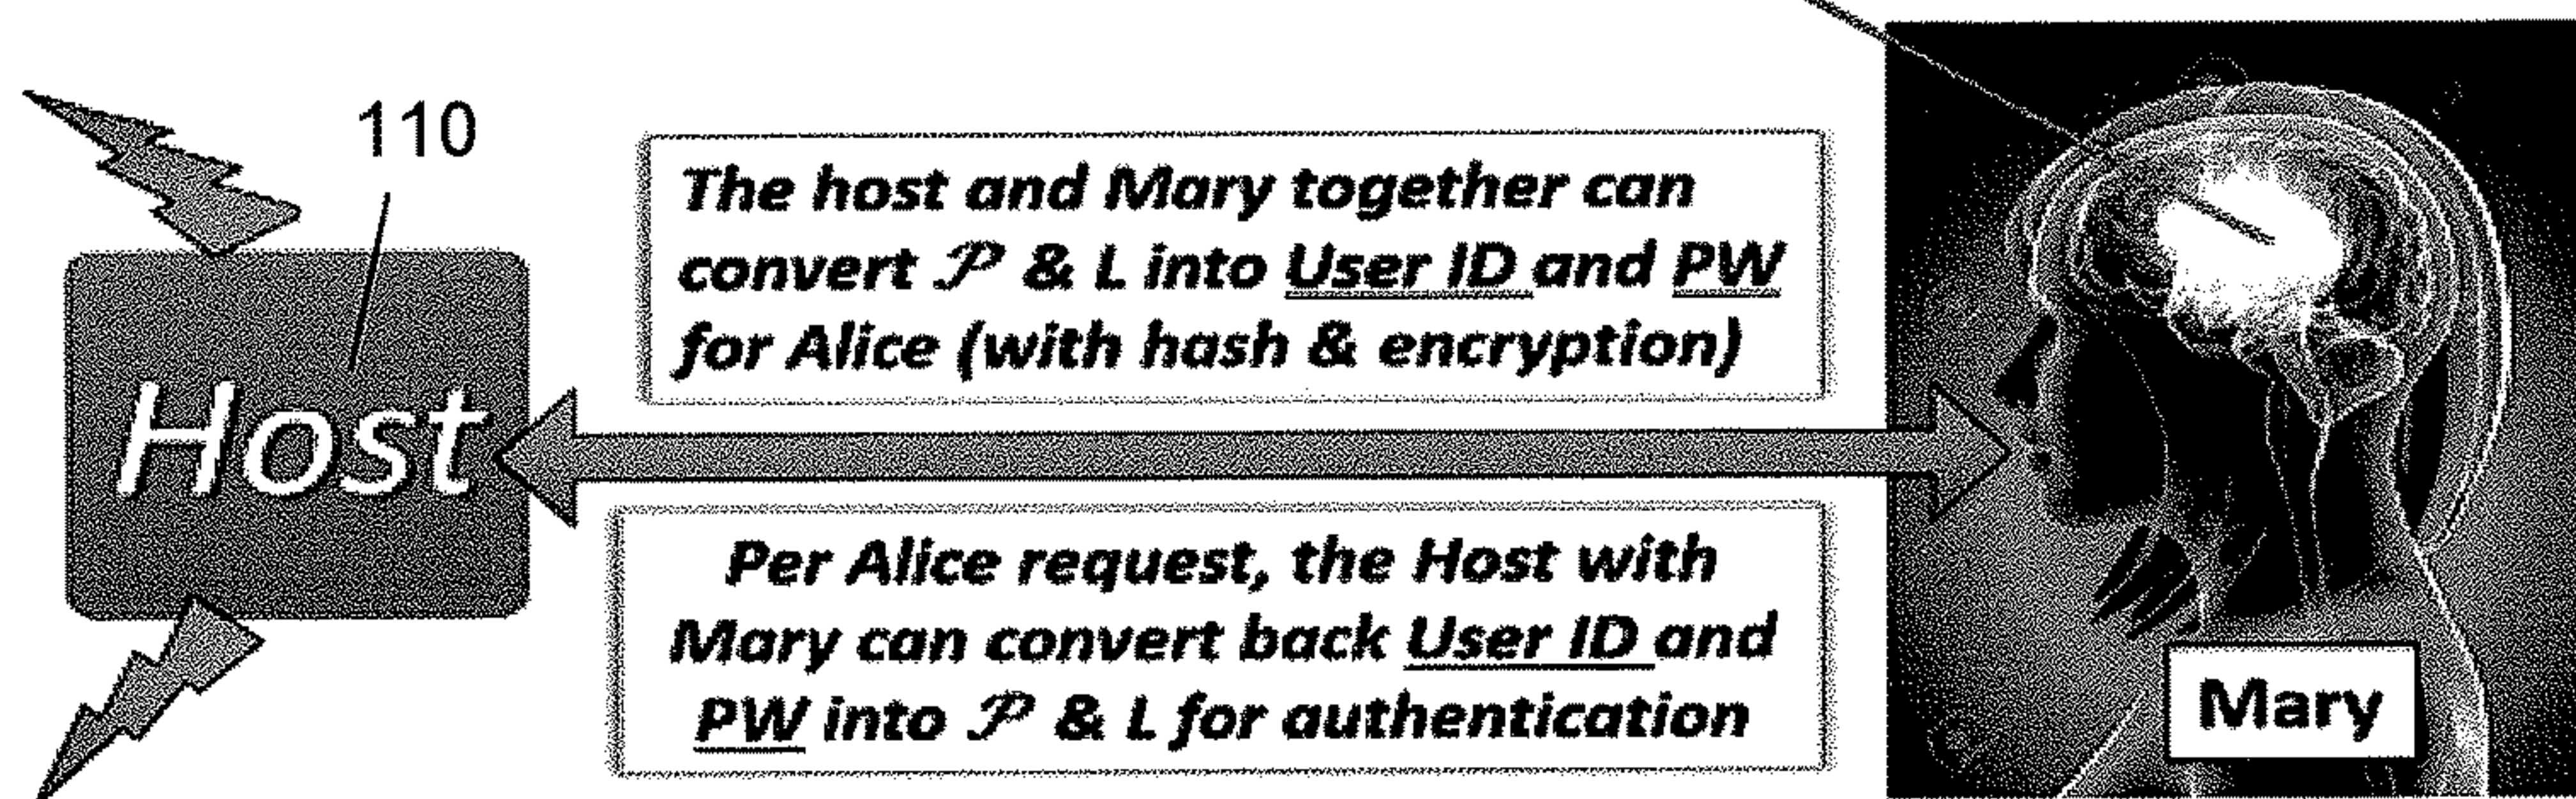 110
Host
The host and Mary together can
convert 𝒫 & L into User ID and PW
for Alice (with hash & encryption)
Per Alice request, the Host with
Mary can convert back User ID and
PW into 𝒫 & L for authentication
Mary